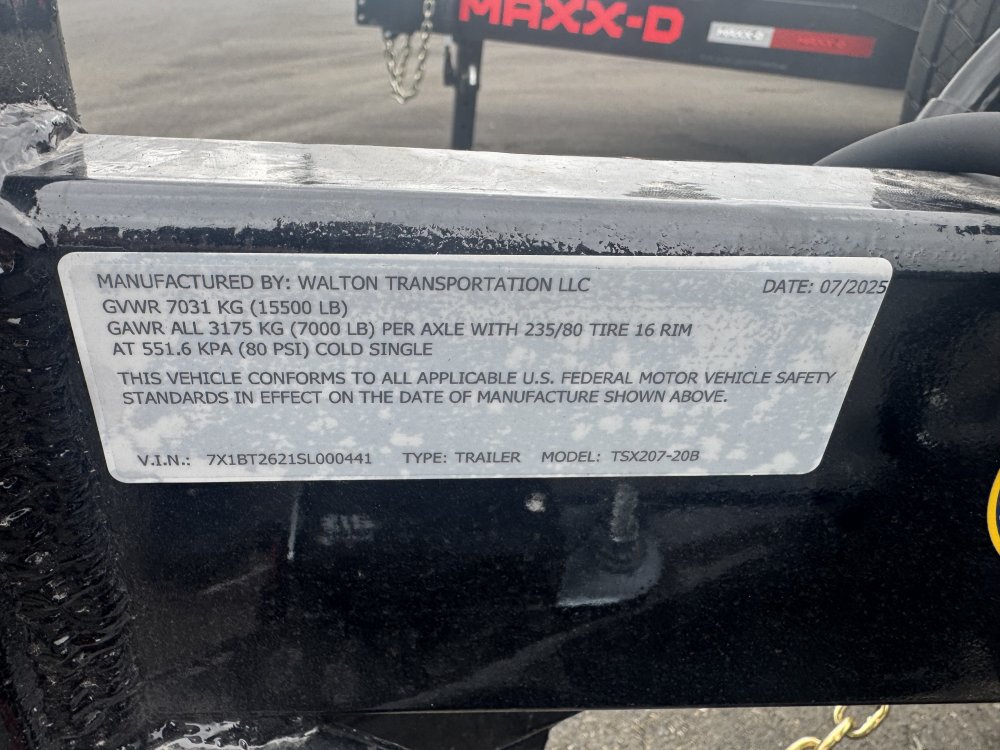 MAXX-D
MAXX-D MAXX-D
MANUFACTURED BY: WALTON TRANSPORTATION LLC DATE: 07/2025
GVWR 7031 KG (15500 LB)
GAWR ALL 3175 KG (7000 LB) PER AXLE WITH 235/80 TIRE 16 RIM
AT 551.6 KPA (80 PSI) COLD SINGLE
THIS VEHICLE CONFORMS TO ALL APPLICABLE U.S. FEDERAL MOTOR VEHICLE SAFETY
STANDARDS IN EFFECT ON THE DATE OF MANUFACTURE SHOWN ABOVE.
V.I.N.: 7X1BT2621SL000441 TYPE: TRAILER MODEL: TSX207-20B